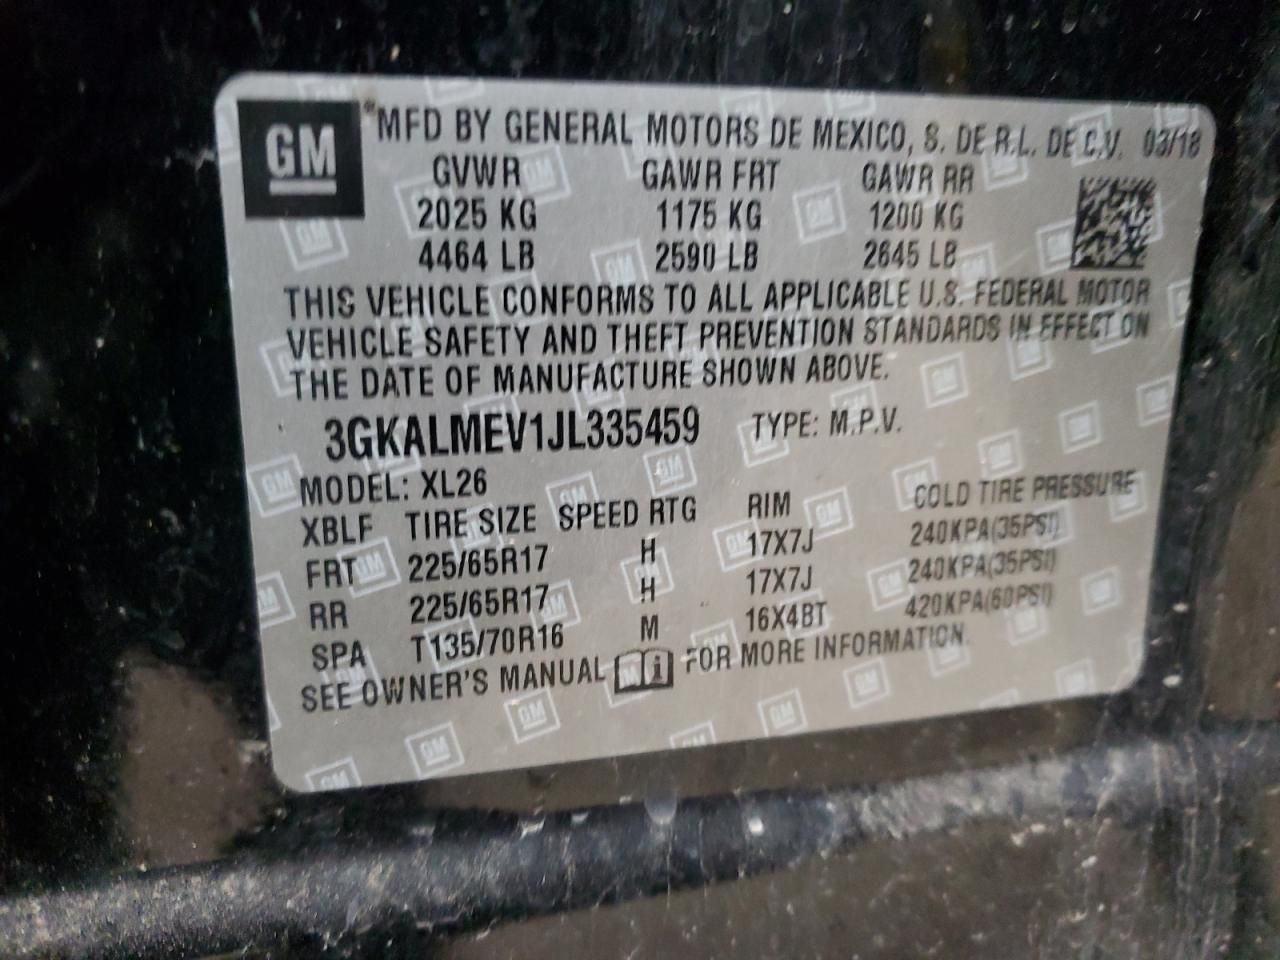 GM
*MFD BY GENERAL MOTORS DE MEXICO, S. DE R.L. DE C.V. 03/18
GVWR GAWR FRT GAWR RR
2025 KG 1175 KG 1200 KG
4464 LB 2590 LB 2645 LB
THIS VEHICLE CONFORMS TO ALL APPLICABLE U.S. FEDERAL MOTOR
VEHICLE SAFETY AND THEFT PREVENTION STANDARDS IN EFFECT ON
THE DATE OF MANUFACTURE SHOWN ABOVE.
3GKALMEV1JL335459 TYPE: M.P.V.
MODEL: XL26
XBLF TIRE SIZE SPEED RTG RIM COLD TIRE PRESSURE
FRT 225/65R17 H 17X7J 240KPA(35PSI)
RR 225/65R17 H 17X7J 240KPA(35PSI)
SPA T135/70R16 M 16X4BT 420KPA(60PSI)
SEE OWNER'S MANUAL i FOR MORE INFORMATION.